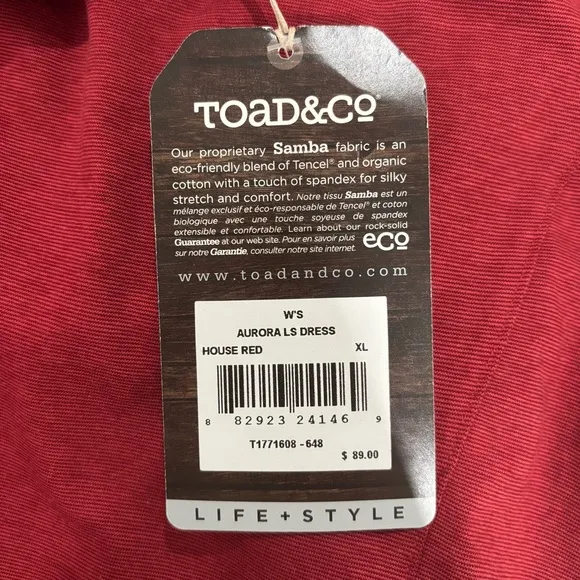 TOAD&CO®
Our proprietary Samba fabric is an
eco-friendly blend of Tencel® and organic
cotton with a touch of spandex for silky
stretch and comfort. Notre tissu Samba est un
mélange exclusif et éco-responsable de Tencel® et coton
biologique avec une touche soyeuse de spandex
extensible et confortable. Learn about our rock-solid
Guarantee at our web site. Pour en savoir plus
sur notre Garantie, consulter notre site internet.
eco
www.toadandco.com
W'S
AURORA LS DRESS
HOUSE RED XL
8 82923 24146 9
T1771608 - 648
$ 89.00
LIFE + STYLE